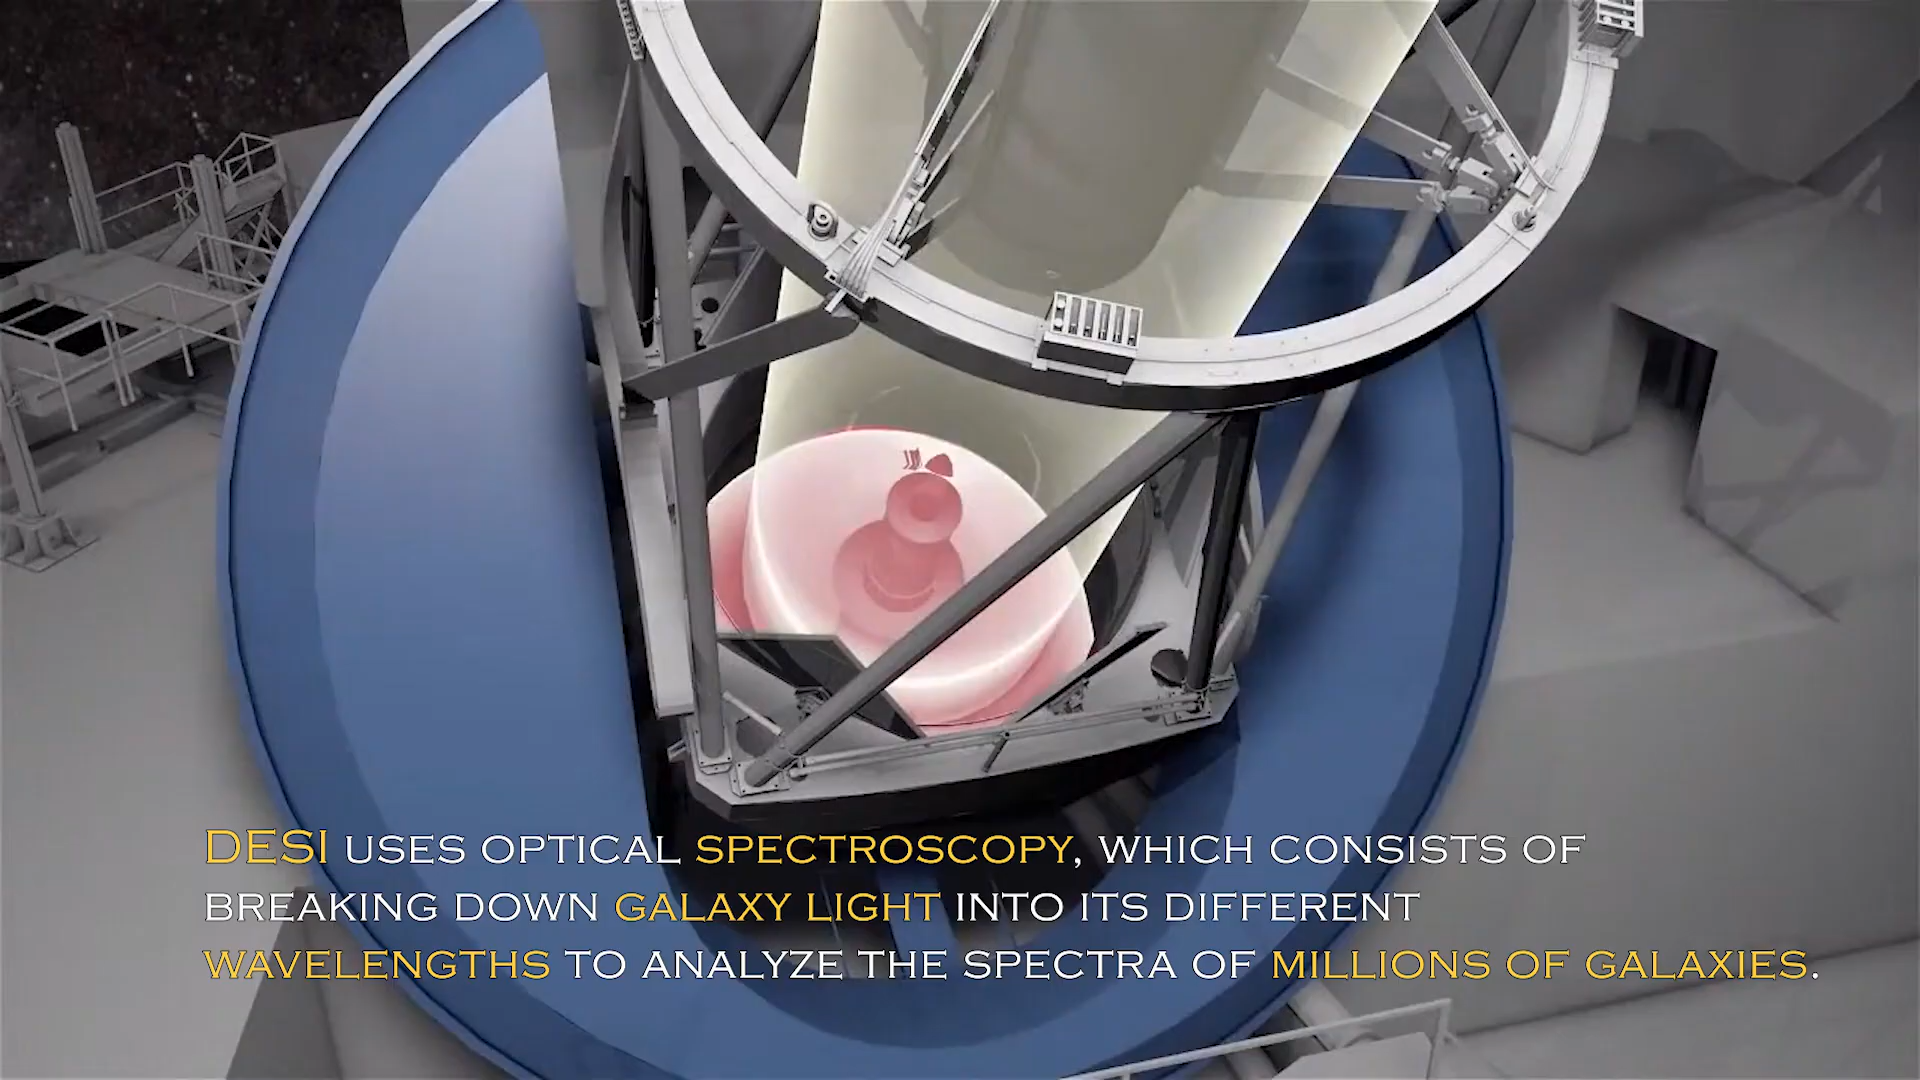 DESI USES OPTICAL SPECTROSCOPY, WHICH CONSISTS OF
BREAKING DOWN GALAXY LIGHT INTO ITS DIFFERENT
WAVELENGTHS TO ANALYZE THE SPECTRA OF MILLIONS OF GALAXIES.